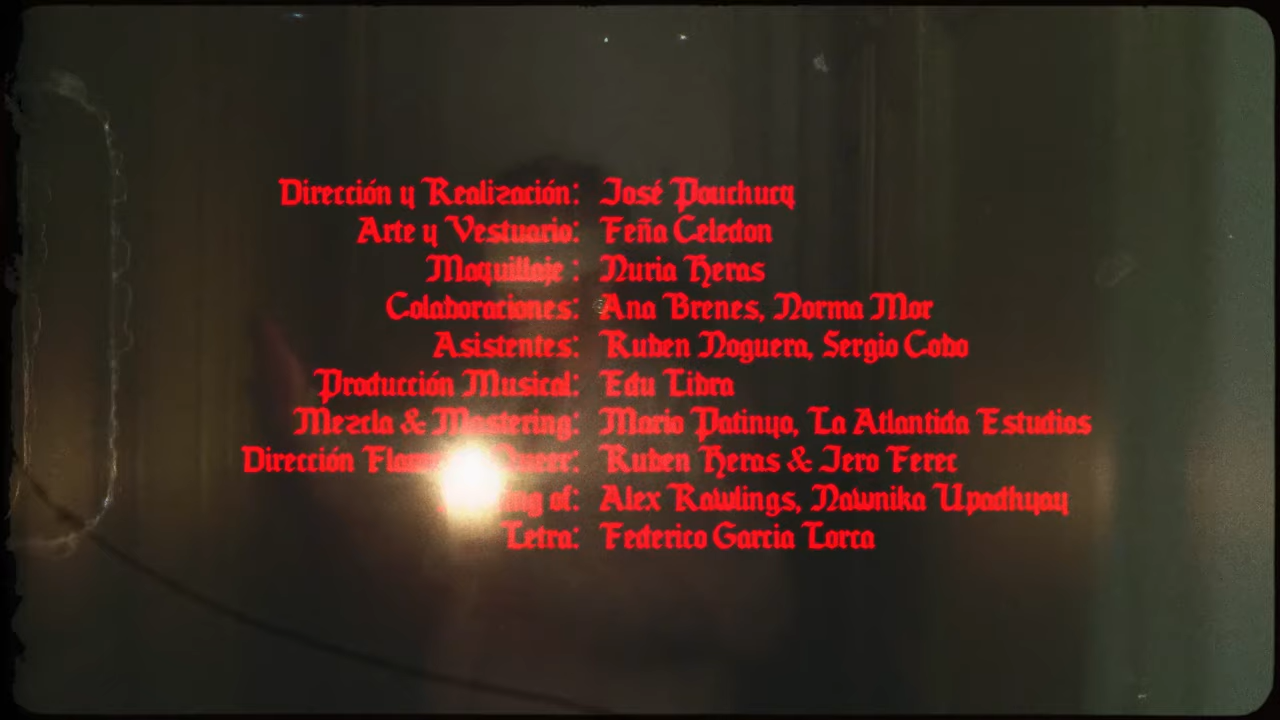 Dirección y Realización: José Pouchucq
Arte y Vestuario: Feña Celedon
Maquillaje : Nuria Heras
Colaboraciones: Ana Brenes, Norma Mor
Asistentes: Ruben Noguera, Sergio Cobo
Producción Musical: Edu Libra
Mezcla & Mastering: Mario Patinyo, La Atlantida Estudios
Dirección Queer: Ruben Heras & Jero Ferec
of: Alex Rawlings, Nawnika Upadhyay
Letra: Federico Garcia Lorca